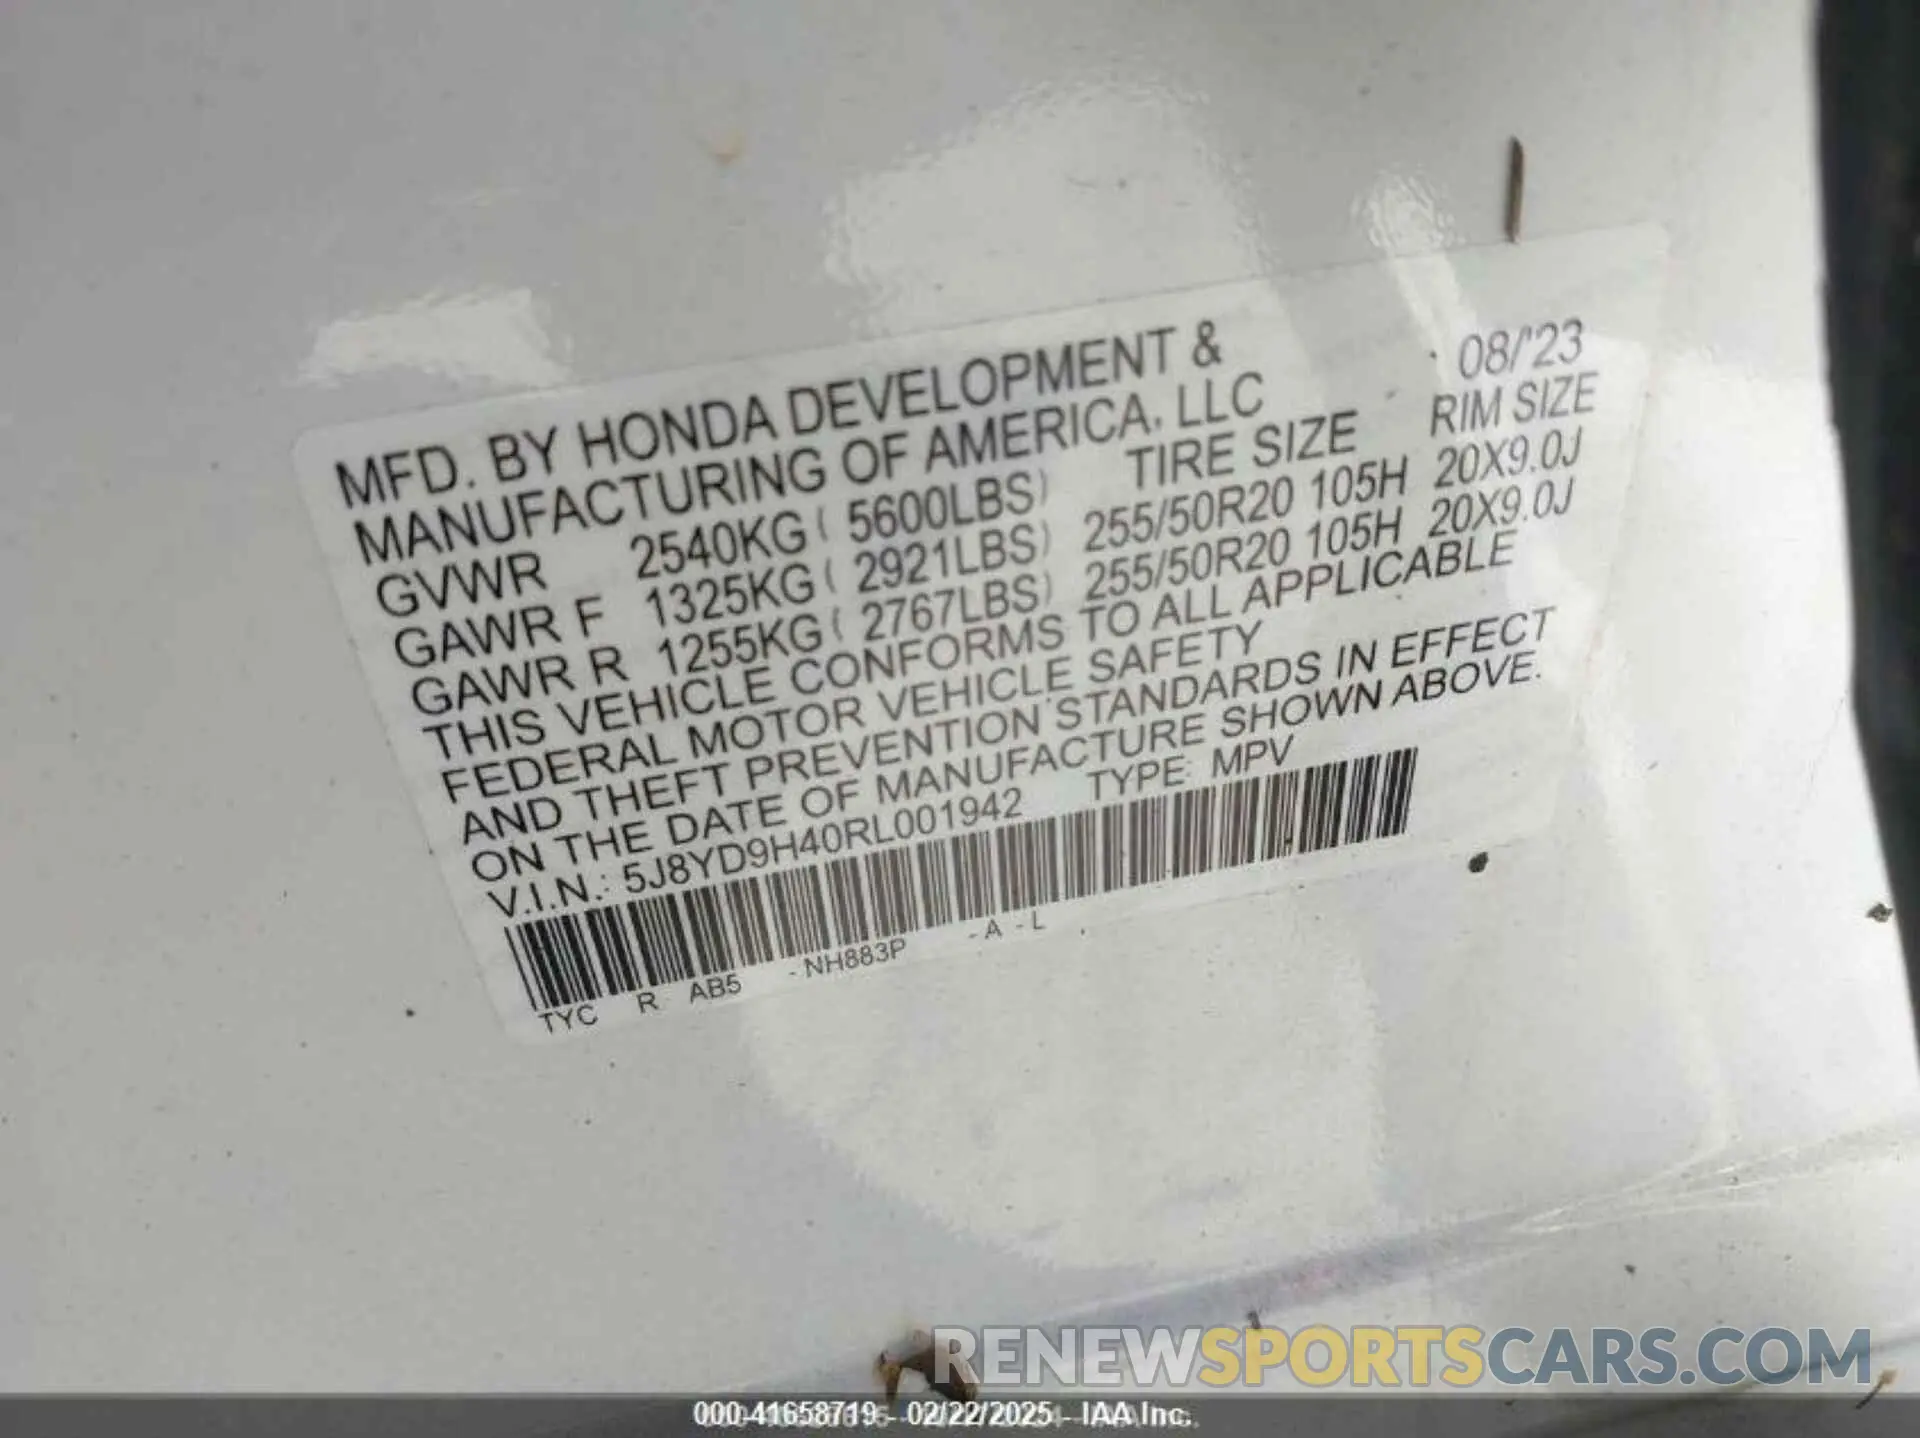 MFD. BY HONDA DEVELOPMENT & 08/'23
MANUFACTURING OF AMERICA, LLC RIM SIZE
TIRE SIZE
GVWR 2540KG ( 5600LBS)
GAWR F 1325KG ( 2921LBS) 255/50R20 105H 20X9.0J
GAWR R 1255KG ( 2767LBS) 255/50R20 105H 20X9.0J
THIS VEHICLE CONFORMS TO ALL APPLICABLE
FEDERAL MOTOR VEHICLE SAFETY
AND THEFT PREVENTION STANDARDS IN EFFECT
ON THE DATE OF MANUFACTURE SHOWN ABOVE.
V.I.N.: 5J8YD9H40RL001942 TYPE: MPV
TYC R AB5 - NH883P - A - L
RENEWSPORTSCARS.COM
000-41658719 - 02/22/2025 - IAA Inc.